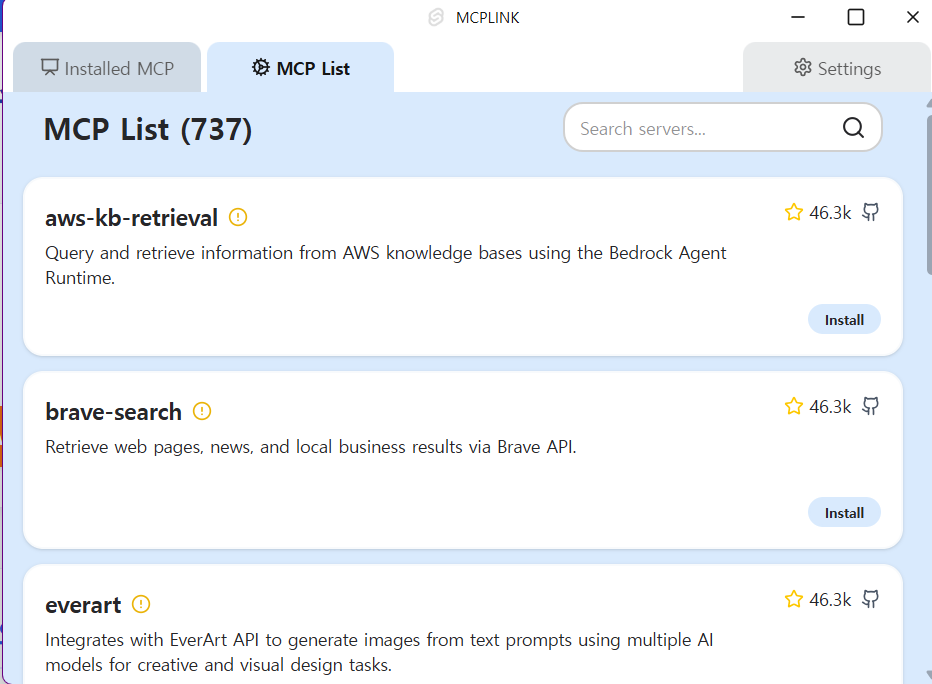 MCPLINK
Installed MCP
MCP List
Settings
MCP List (737)
Search servers...
aws-kb-retrieval
46.3k
Query and retrieve information from AWS knowledge bases using the Bedrock Agent
Runtime.
Install
brave-search
46.3k
Retrieve web pages, news, and local business results via Brave API.
Install
everart
46.3k
Integrates with EverArt API to generate images from text prompts using multiple AI
models for creative and visual design tasks.